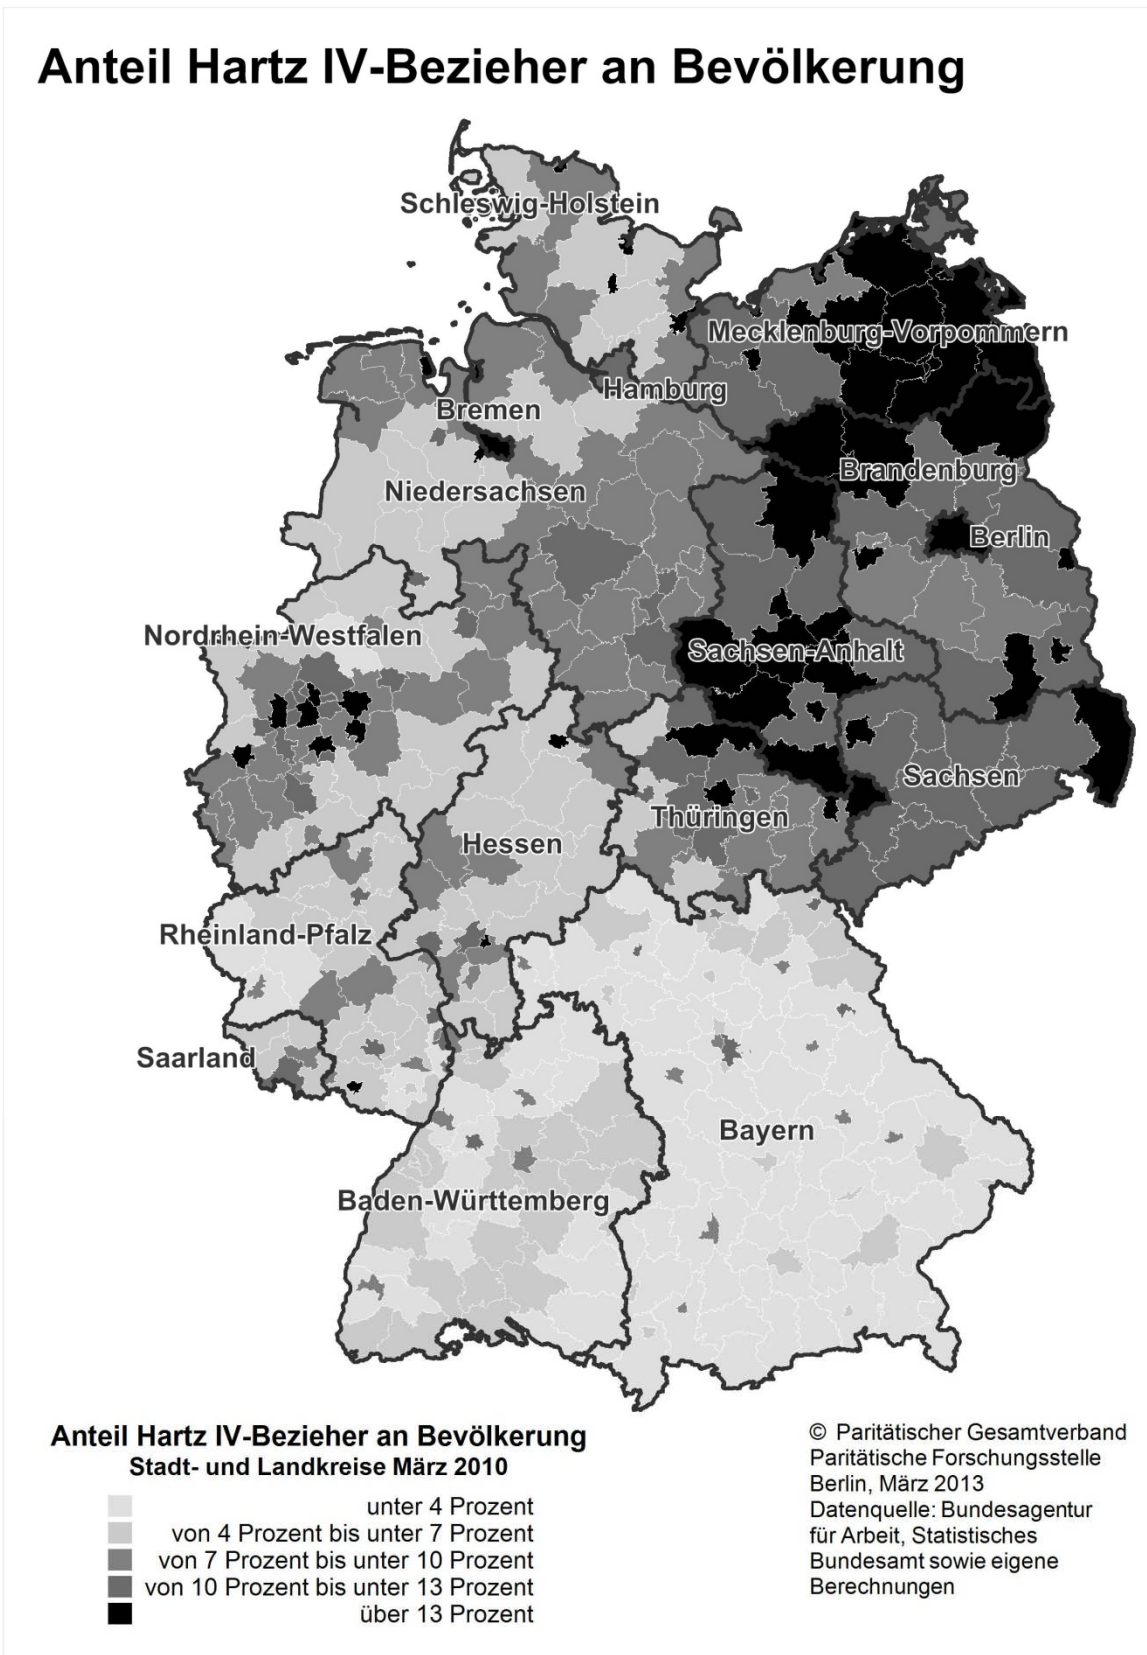 Anteil Hartz IV-Bezieher an Bevölkerung
Schleswig-Holstein
Mecklenburg-Vorpommern
Hamburg
Bremen
Brandenburg
Niedersachsen
Berlin
Nordrhein-Westfalen
Sachsen-Anhalt
Sachsen
Thüringen
Hessen
Rheinland-Pfalz
Saarland
Bayern
Baden-Württemberg
Anteil Hartz IV-Bezieher an Bevölkerung
Stadt- und Landkreise März 2010
unter 4 Prozent
von 4 Prozent bis unter 7 Prozent
von 7 Prozent bis unter 10 Prozent
von 10 Prozent bis unter 13 Prozent
über 13 Prozent
© Paritätischer Gesamtverband
Paritätische Forschungsstelle
Berlin, März 2013
Datenquelle: Bundesagentur
für Arbeit, Statistisches
Bundesamt sowie eigene
Berechnungen